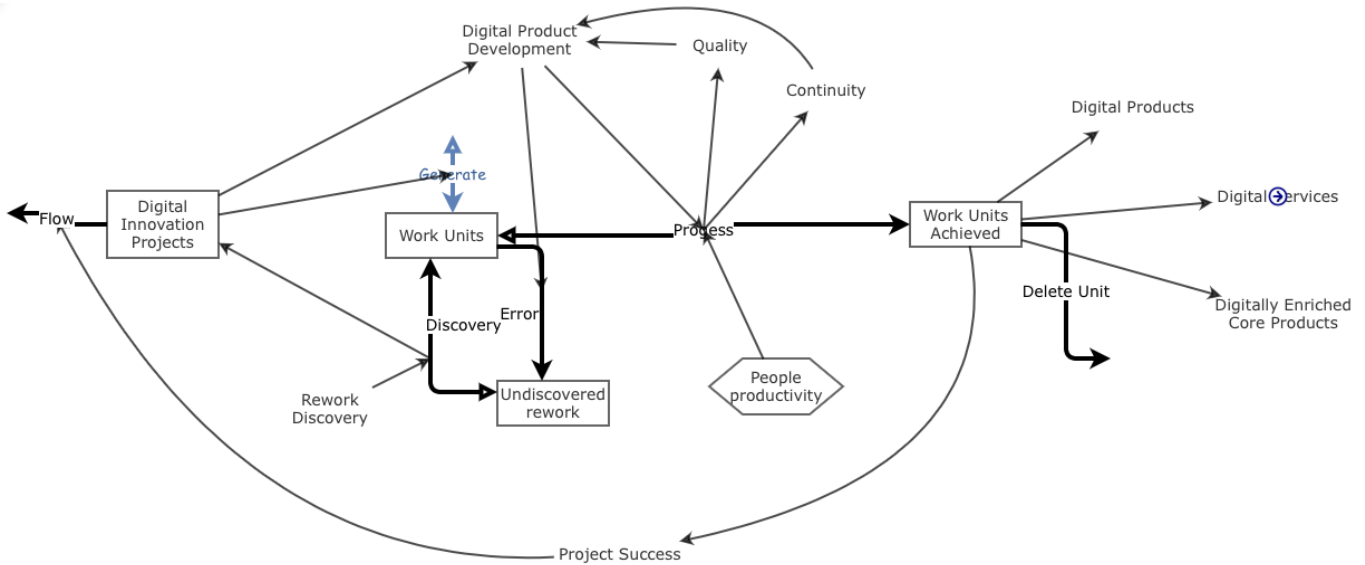 Digital Product
Development
Quality
Continuity
Digital Products
Generate
Digital Services
Flow
Digital
Innovation
Projects
Work Units
Progess
Work Units
Achieved
Delete Unit
Digitally Enriched
Core Products
Discovery
Error
People
productivity
Undiscovered
rework
Rework
Discovery
Project Success